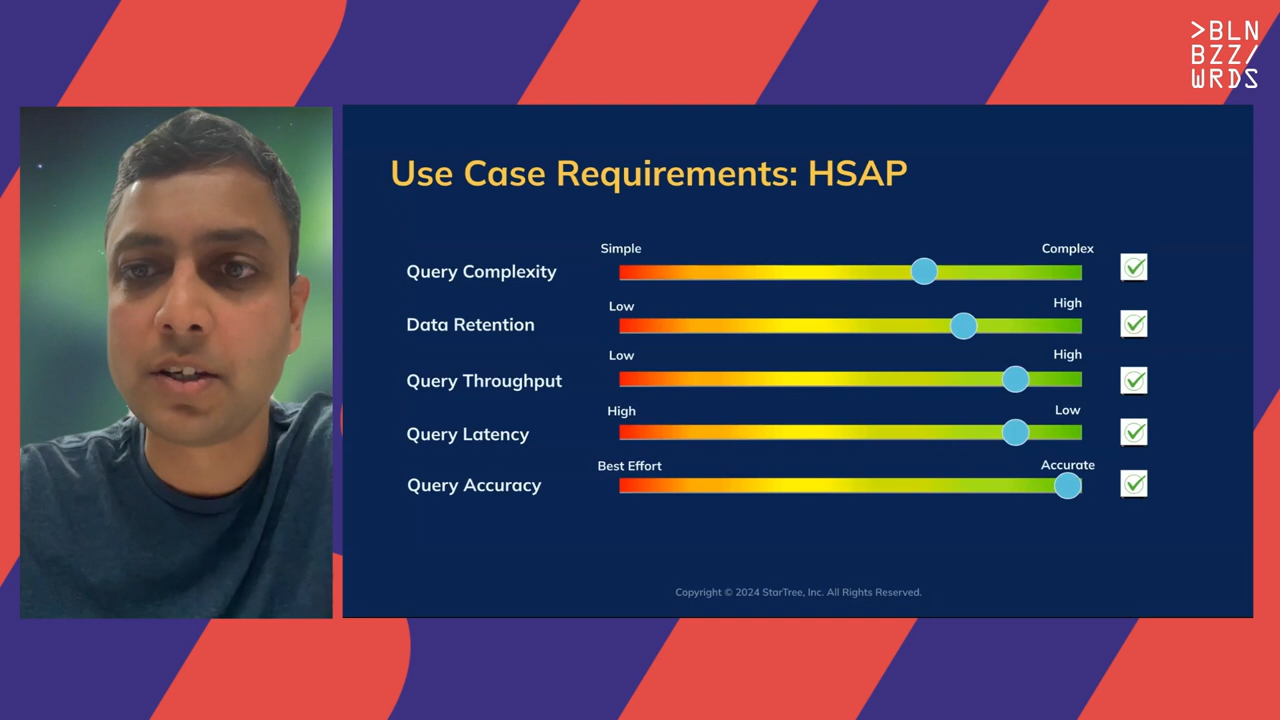 >BLN
BZZ/
WRDS
Use Case Requirements: HSAP
Simple
Complex
Query Complexity
Low
High
Data Retention
Low
High
Query Throughput
High
Low
Query Latency
Best Effort
Accurate
Query Accuracy
Copyright © 2024 StarTree, Inc. All Rights Reserved.